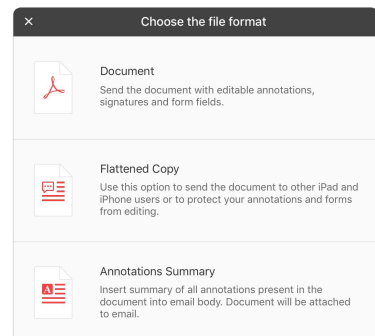 × Choose the file format
Document
Send the document with editable annotations,
signatures and form fields.
Flattened Copy
Use this option to send the document to other iPad and
iPhone users or to protect your annotations and forms
from editing.
A
Annotations Summary
Insert summary of all annotations present in the
document into email body. Document will be attached
to email.